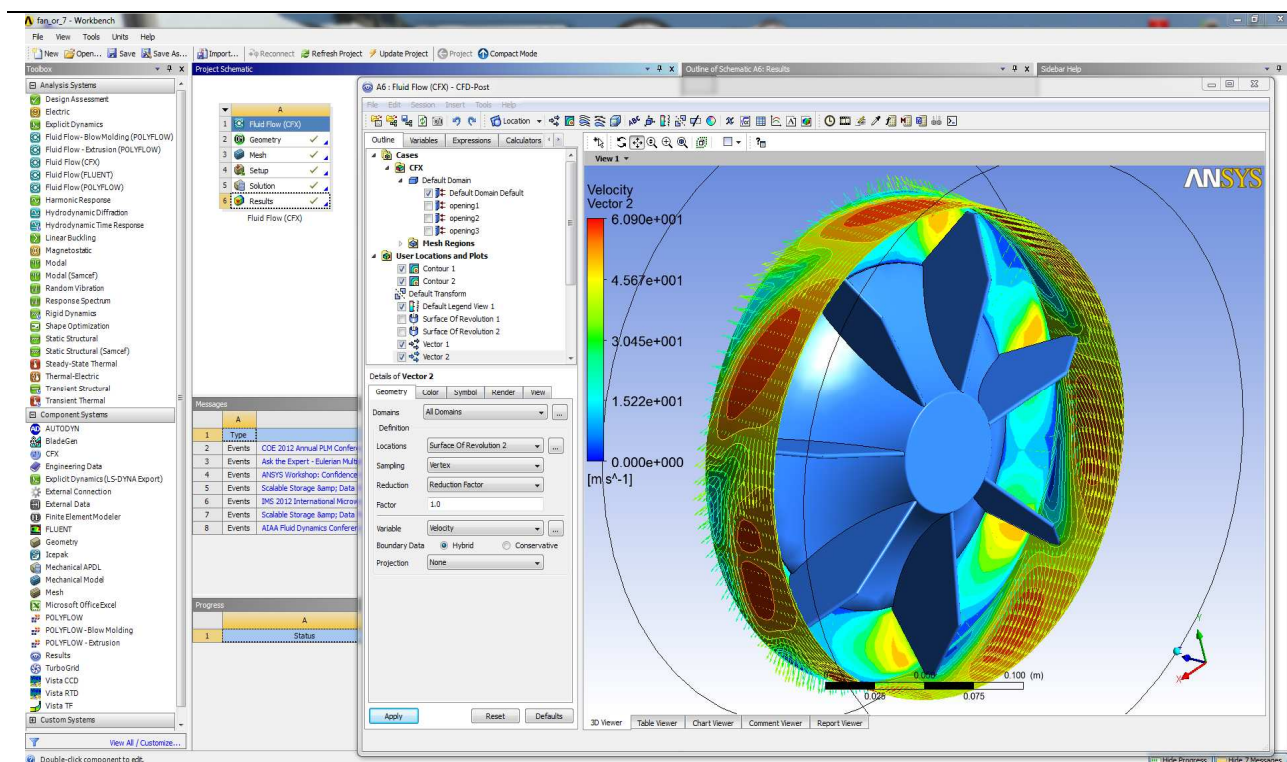 fan_or_7 - Workbench
File View Tools Units Help
New Open... Save Save As... Import... Reconnect Refresh Project Update Project Project Compact Mode
Toolbox
Analysis Systems
Design Assessment
Electric
Explicit Dynamics
Fluid Flow- Blow Molding (POLYFLOW)
Fluid Flow - Extrusion (POLYFLOW)
Fluid Flow (CFX)
Fluid Flow (FLUENT)
Fluid Flow (POLYFLOW)
Harmonic Response
Hydrodynamic Diffraction
Hydrodynamic Time Response
Linear Buckling
Magnetostatic
Modal
Modal (Samcef)
Random Vibration
Response Spectrum
Rigid Dynamics
Shape Optimization
Static Structural
Static Structural (Samcef)
Steady-State Thermal
Thermal-Electric
Transient Structural
Transient Thermal
Component Systems
AUTODYN
BladeGen
CFX
Engineering Data
Explicit Dynamics (LS-DYNA Export)
External Connection
External Data
Finite Element Modeler
FLUENT
Geometry
Icepak
Mechanical APDL
Mechanical Model
Mesh
Microsoft Office Excel
POLYFLOW
POLYFLOW - Blow Molding
POLYFLOW - Extrusion
Results
TurboGrid
Vista CCD
Vista RTD
Vista TF
Custom Systems
View All / Customize...
Double-click component to edit.
Project Schematic
A
1 Fluid Flow (CFX)
2 Geometry
3 Mesh
4 Setup
5 Solution
6 Results
Fluid Flow (CFX)
Messages
A
1 Type
2 Events COE 2012 Annual PLM Confere
3 Events Ask the Expert - Eulerian Multi
4 Events ANSYS Workshop: Confidence
5 Events Scalable Storage &amp; Data
6 Events IMS 2012 International Microw
7 Events Scalable Storage &amp; Data
8 Events AIAA Fluid Dynamics Conferen
Progress
A
1 Status
Outline of Schematic A6: Results
Sidebar Help
A6 : Fluid Flow (CFX) - CFD-Post
File Edit Session Insert Tools Help
Location
Outline Variables Expressions Calculators
Cases
CFX
Default Domain
Default Domain Default
opening1
opening2
opening3
Mesh Regions
User Locations and Plots
Contour 1
Contour 2
Default Transform
Default Legend View 1
Surface Of Revolution 1
Surface Of Revolution 2
Vector 1
Vector 2
Details of Vector 2
Geometry Color Symbol Render View
Domains All Domains ...
Definition
Locations Surface Of Revolution 2 ...
Sampling Vertex
Reduction Reduction Factor
Factor 1.0
Variable Velocity ...
Boundary Data Hybrid Conservative
Projection None
Apply Reset Defaults
View 1
ANSYS
Velocity
Vector 2
6.090e+001
4.567e+001
3.045e+001
1.522e+001
0.000e+000
[m s^-1]
0.100 (m)
0.025 0.075
Y
X
3D Viewer Table Viewer Chart Viewer Comment Viewer Report Viewer
Hide Progress Hide 7 Messages